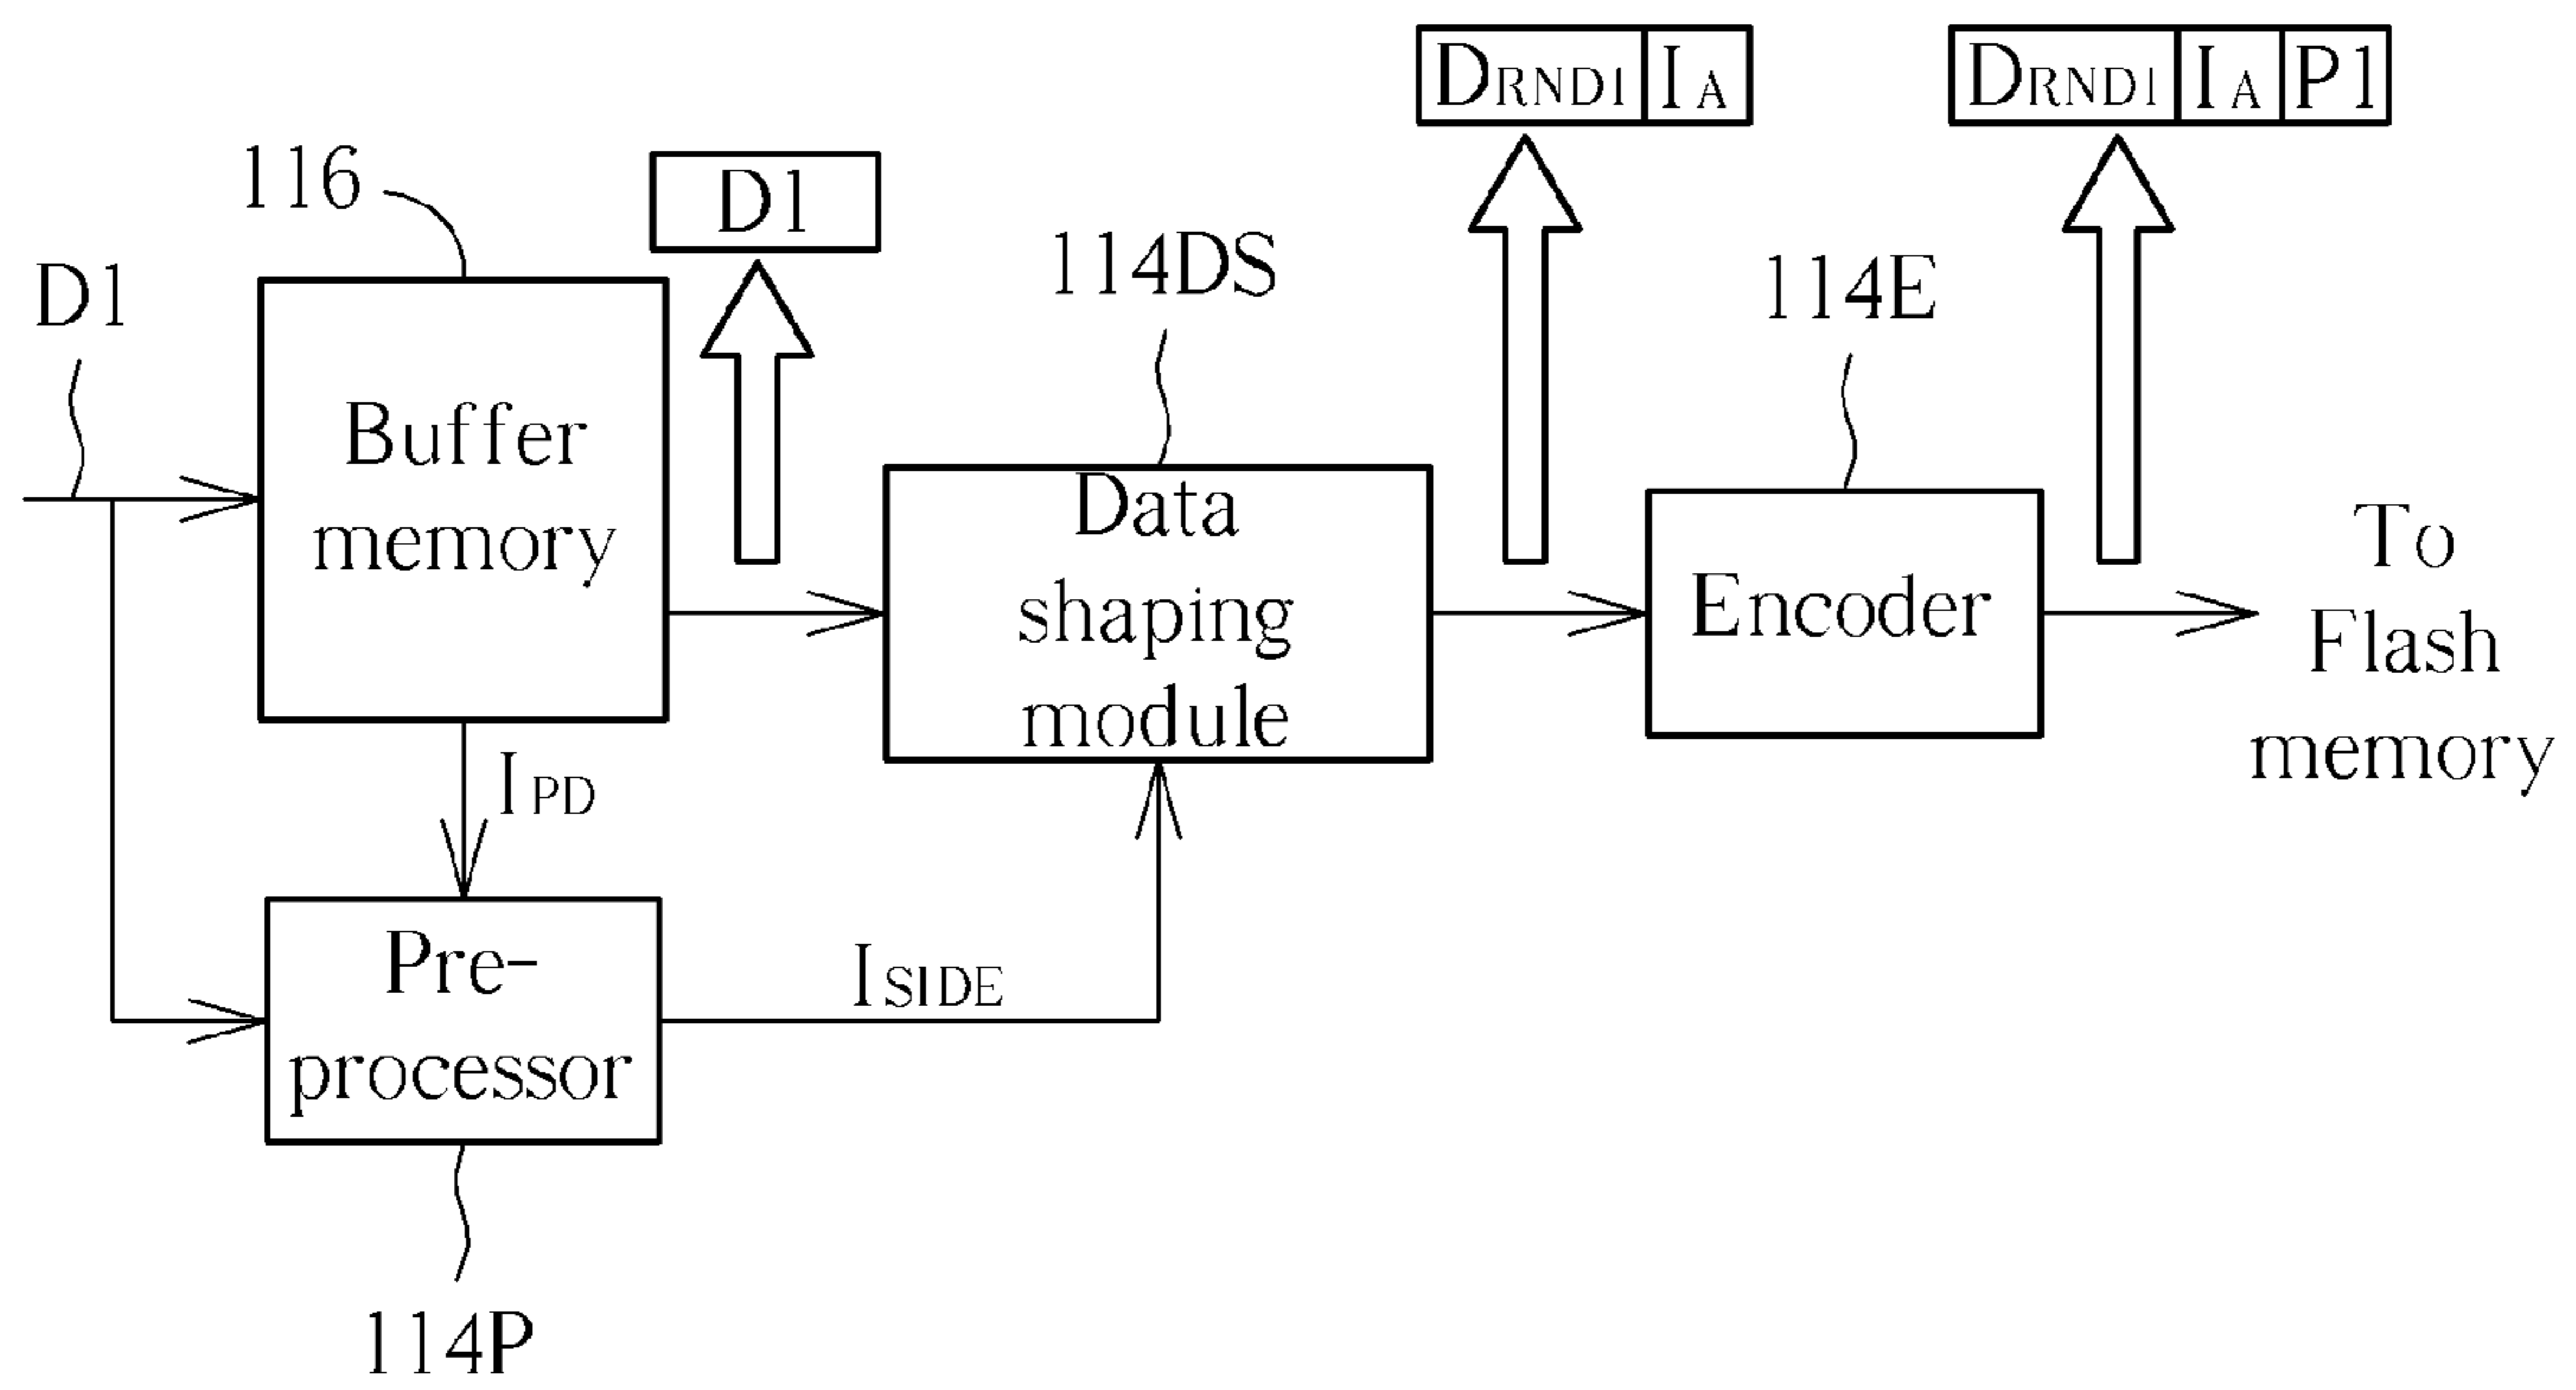 DRND1 IA
DRND1 IA P1
116
D1
114DS
114E
D1
Buffer
memory
Data
shaping
module
Encoder
To
Flash
memory
IPD
Pre-
processor
ISIDE
114P